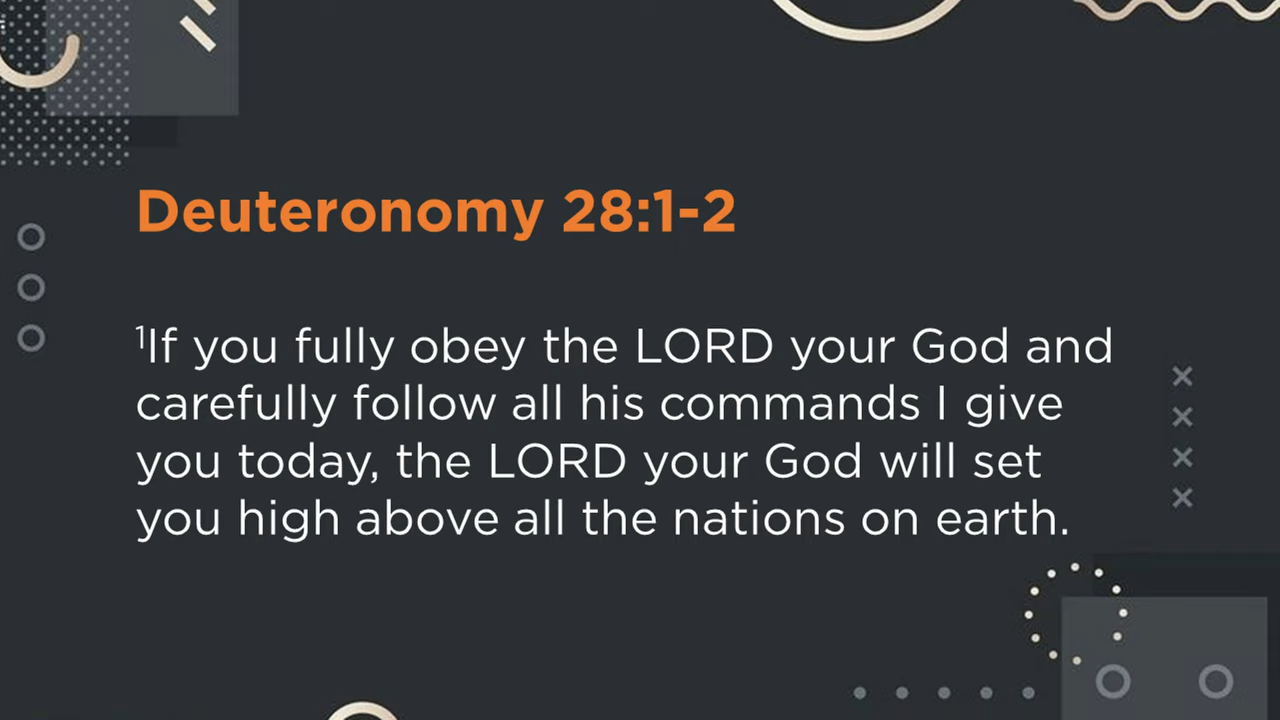 Deuteronomy 28:1-2
¹If you fully obey the LORD your God and
carefully follow all his commands I give
you today, the LORD your God will set
you high above all the nations on earth.